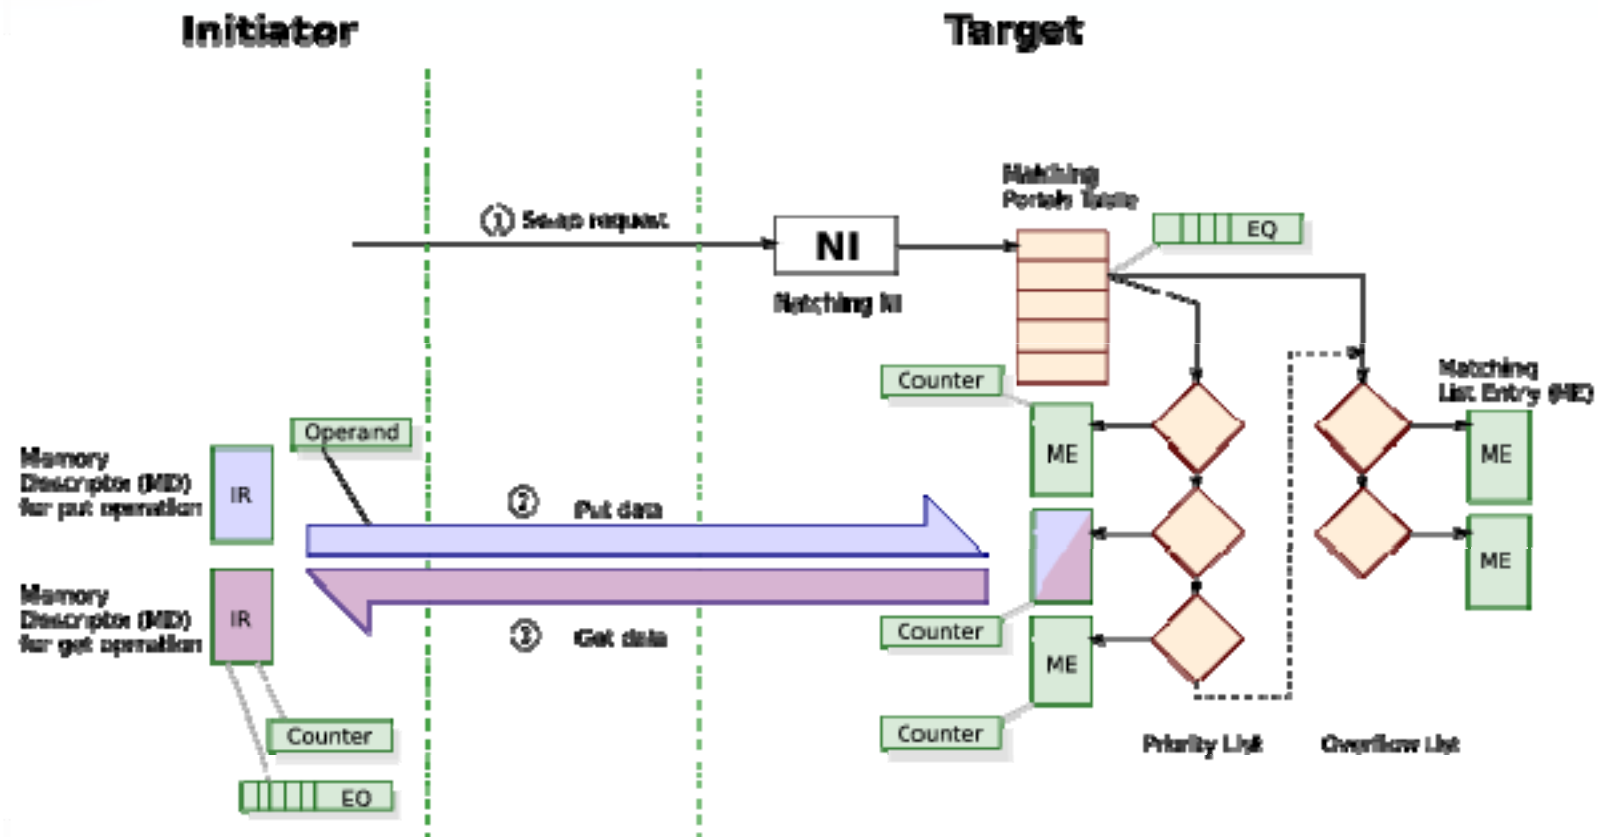 Initiator
Target
Matching
Portals Table
① Swap request
EQ
NI
Matching NI
Counter
Matching
List Entry (ME)
Operand
ME
ME
Memory
Descriptor (MD)
for put operation
IR
② Put data
ME
Memory
Descriptor (MD)
for get operation
IR
③ Get data
Counter
ME
Counter
Counter
Priority List
Overflow List
EQ